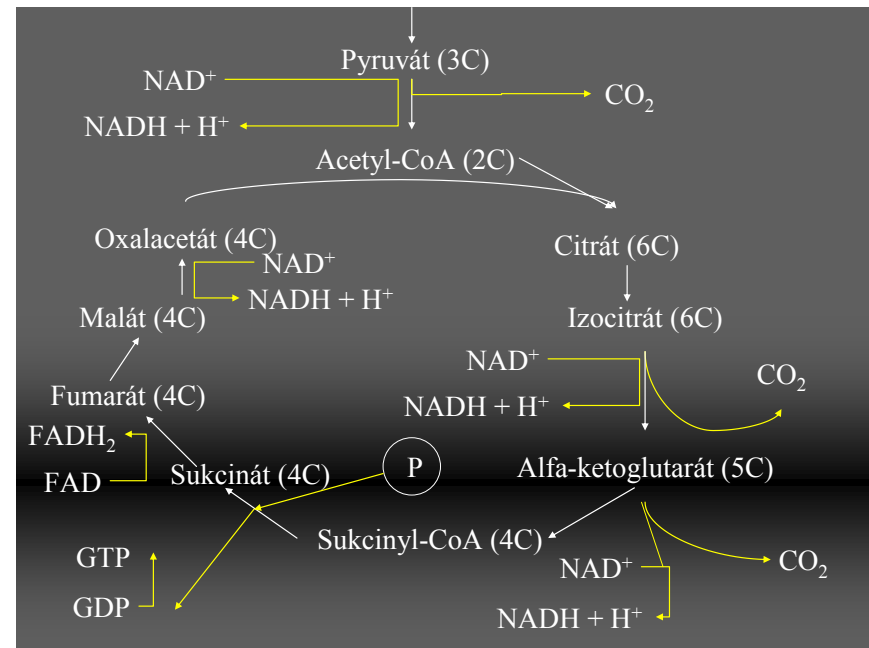 Pyruvát (3C)
NAD⁺
CO₂
NADH + H⁺
Acetyl-CoA (2C)
Oxalacetát (4C)
Citrát (6C)
NAD⁺
NADH + H⁺
Malát (4C)
Izocitrát (6C)
NAD⁺
CO₂
Fumarát (4C)
NADH + H⁺
FADH₂
P
Alfa-ketoglutarát (5C)
FAD
Sukcinát (4C)
Sukcinyl-CoA (4C)
GTP
NAD⁺
CO₂
GDP
NADH + H⁺